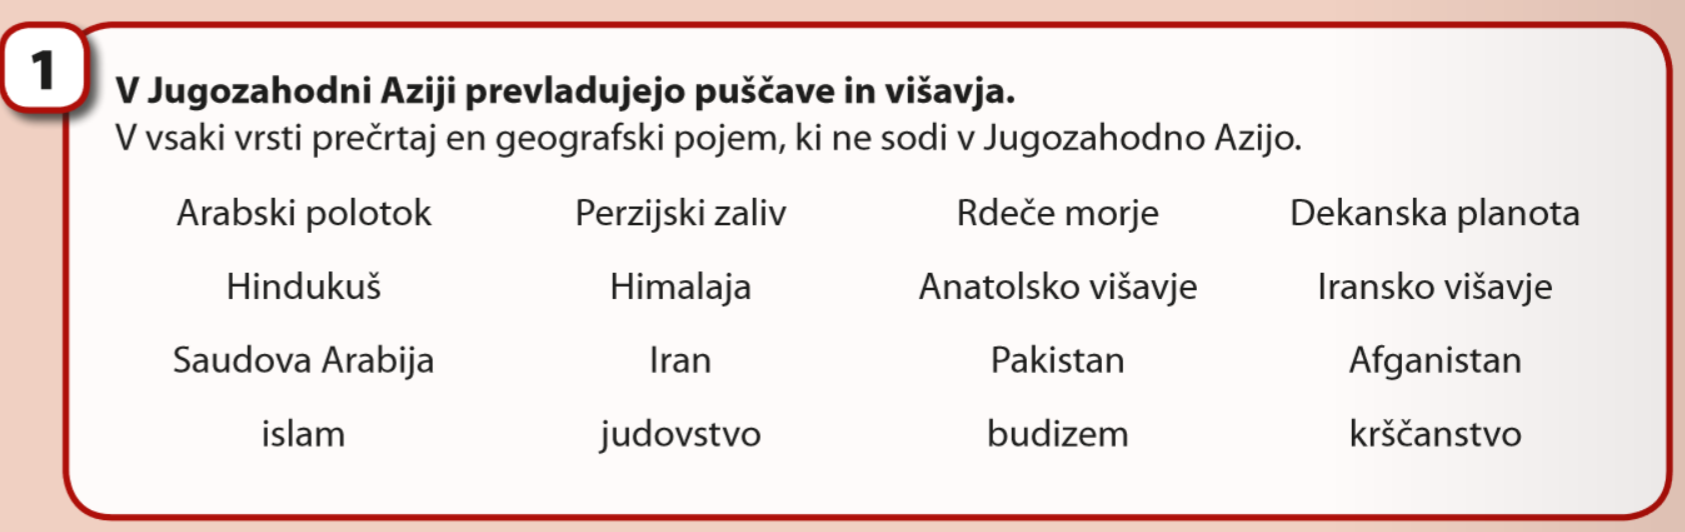 1
V Jugozahodni Aziji prevladujejo puščave in višavja.
V vsaki vrsti prečrtaj en geografski pojem, ki ne sodi v Jugozahodno Azijo.
Arabski polotok Perzijski zaliv Rdeče morje Dekanska planota
Hindukuš Himalaja Anatolsko višavje Iransko višavje
Saudova Arabija Iran Pakistan Afganistan
islam judovstvo budizem krščanstvo